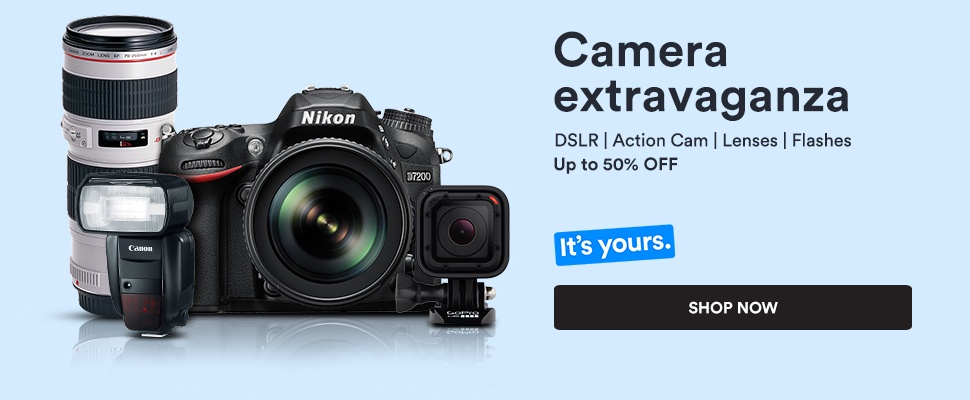 Camera
extravaganza
DSLR | Action Cam | Lenses | Flashes
Up to 50% OFF
It's yours.
SHOP NOW
Nikon
D7200
Canon
GoPro